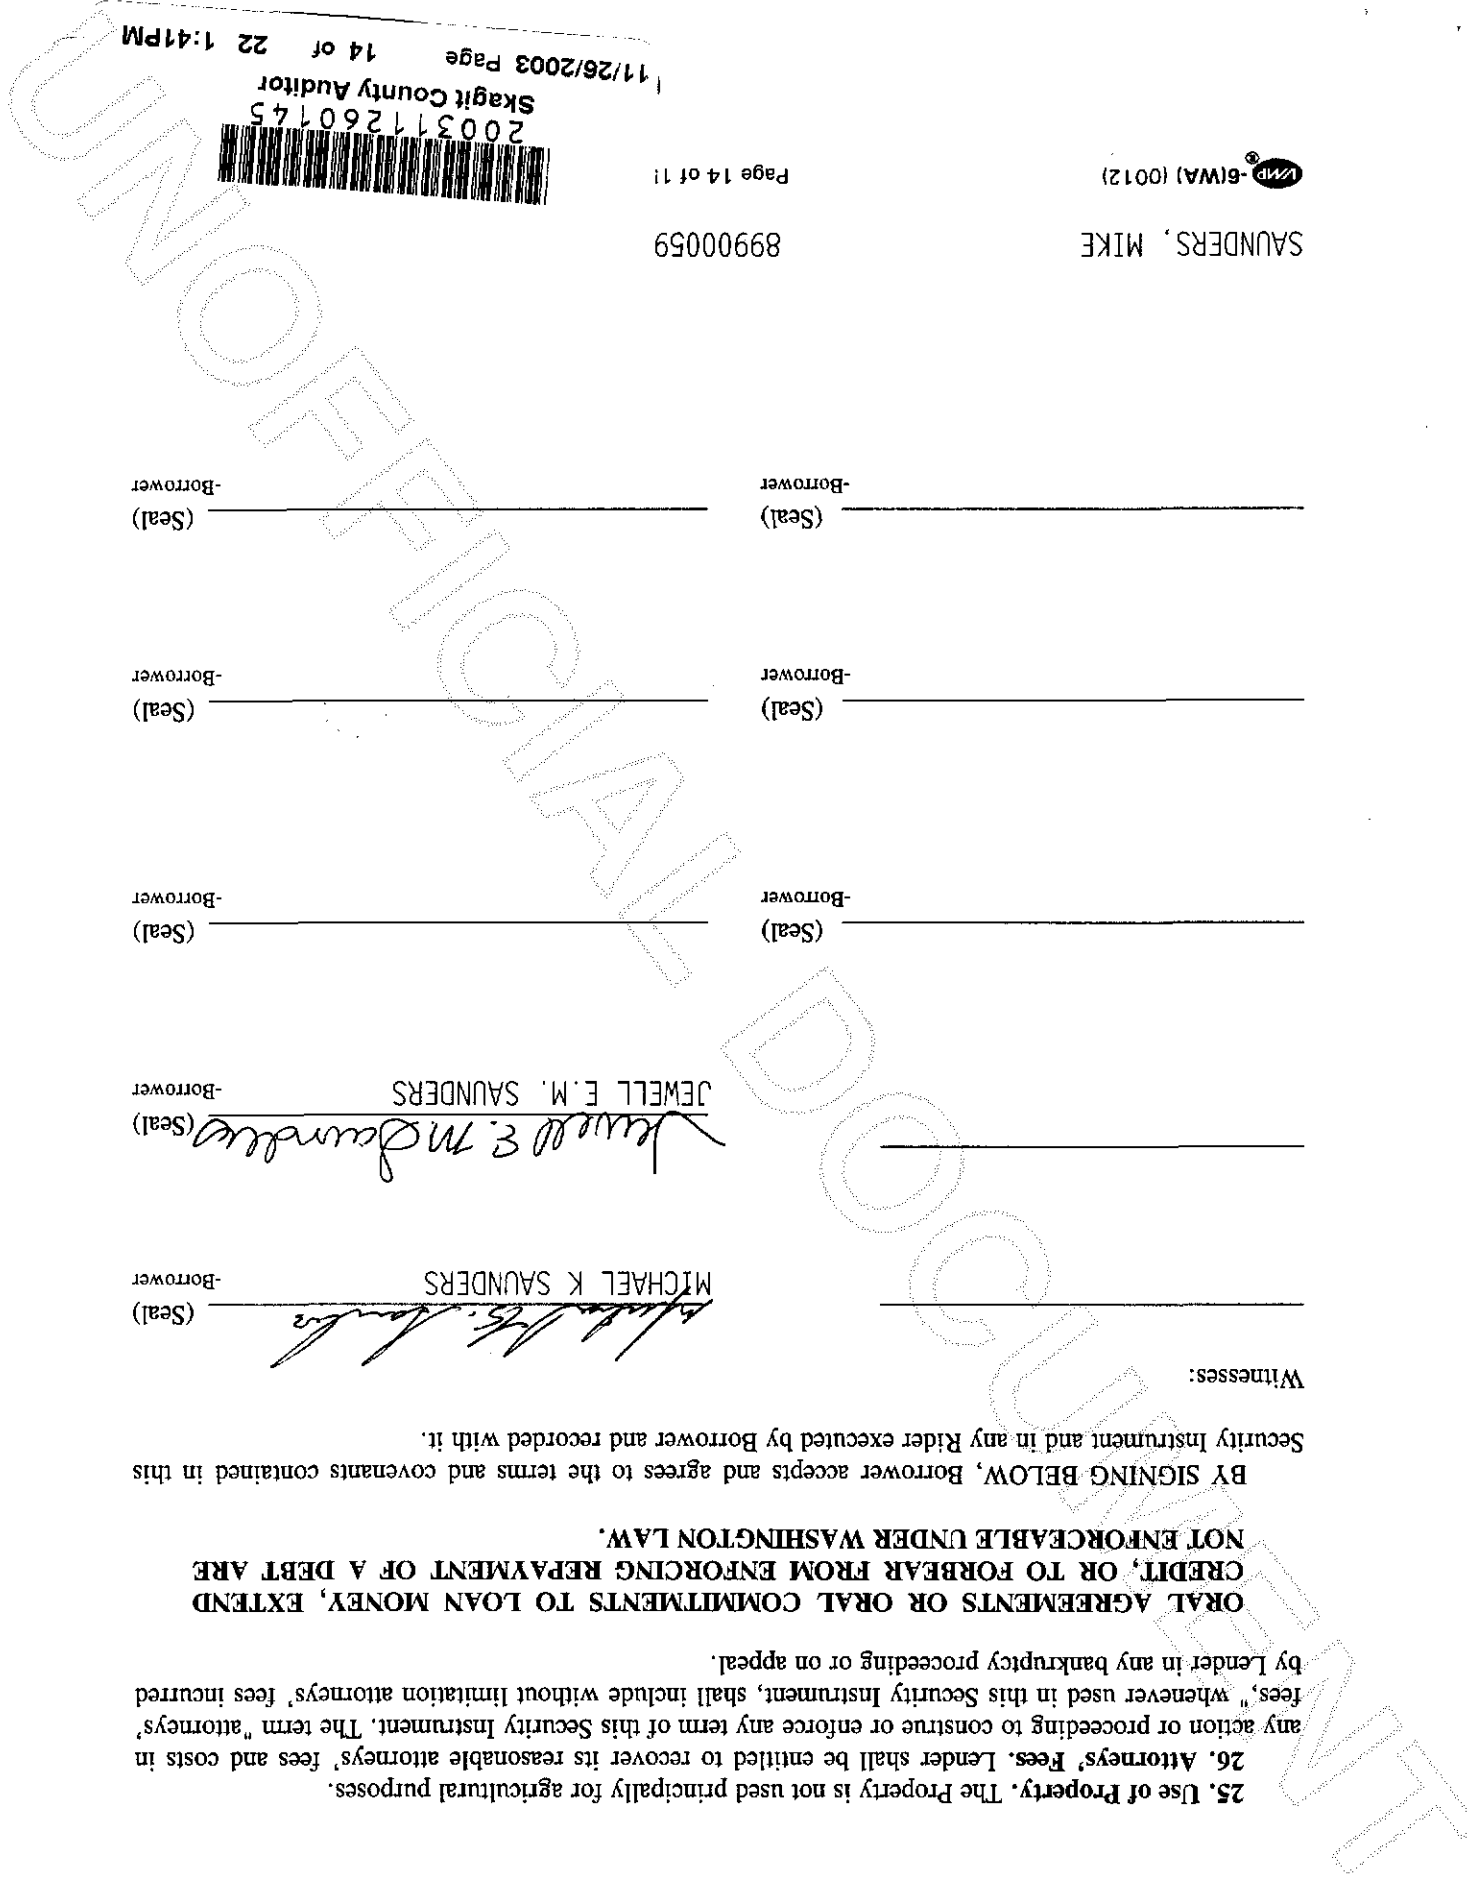 25. Use of Property. The Property is not used principally for agricultural purposes.
26. Attorneys' Fees. Lender shall be entitled to recover its reasonable attorneys' fees and costs in
any action or proceeding to construe or enforce any term of this Security Instrument. The term "attorneys'
fees," whenever used in this Security Instrument, shall include without limitation attorneys' fees incurred
by Lender in any bankruptcy proceeding or on appeal.
ORAL AGREEMENTS OR ORAL COMMITMENTS TO LOAN MONEY, EXTEND
CREDIT, OR TO FORBEAR FROM ENFORCING REPAYMENT OF A DEBT ARE
NOT ENFORCEABLE UNDER WASHINGTON LAW.
BY SIGNING BELOW, Borrower accepts and agrees to the terms and covenants contained in this
Security Instrument and in any Rider executed by Borrower and recorded with it.
Witnesses:
Michael K. Saunders (Seal)
MICHAEL K SAUNDERS -Borrower
Jewell E. M Saunders (Seal)
JEWELL E.M. SAUNDERS -Borrower
(Seal) (Seal)
-Borrower -Borrower
(Seal) (Seal)
-Borrower -Borrower
(Seal) (Seal)
-Borrower -Borrower
SAUNDERS, MIKE 89900059
VMP®-6(WA) (0012) Page 14 of 1!
200311260145
Skagit County Auditor
11/26/2003 Page 14 of 22 1:41PM
UNOFFICIAL DOCUMENT